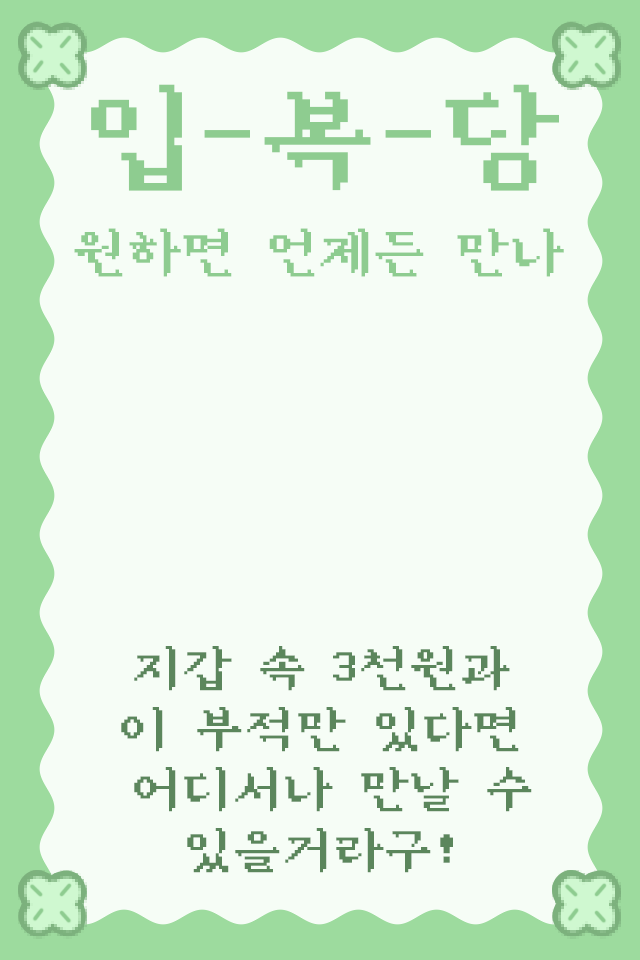 입-복-당
원하면 언제든 만나
지갑 속 3천원과
이 부적만 있다면
어디서나 만날 수
있을거라구!